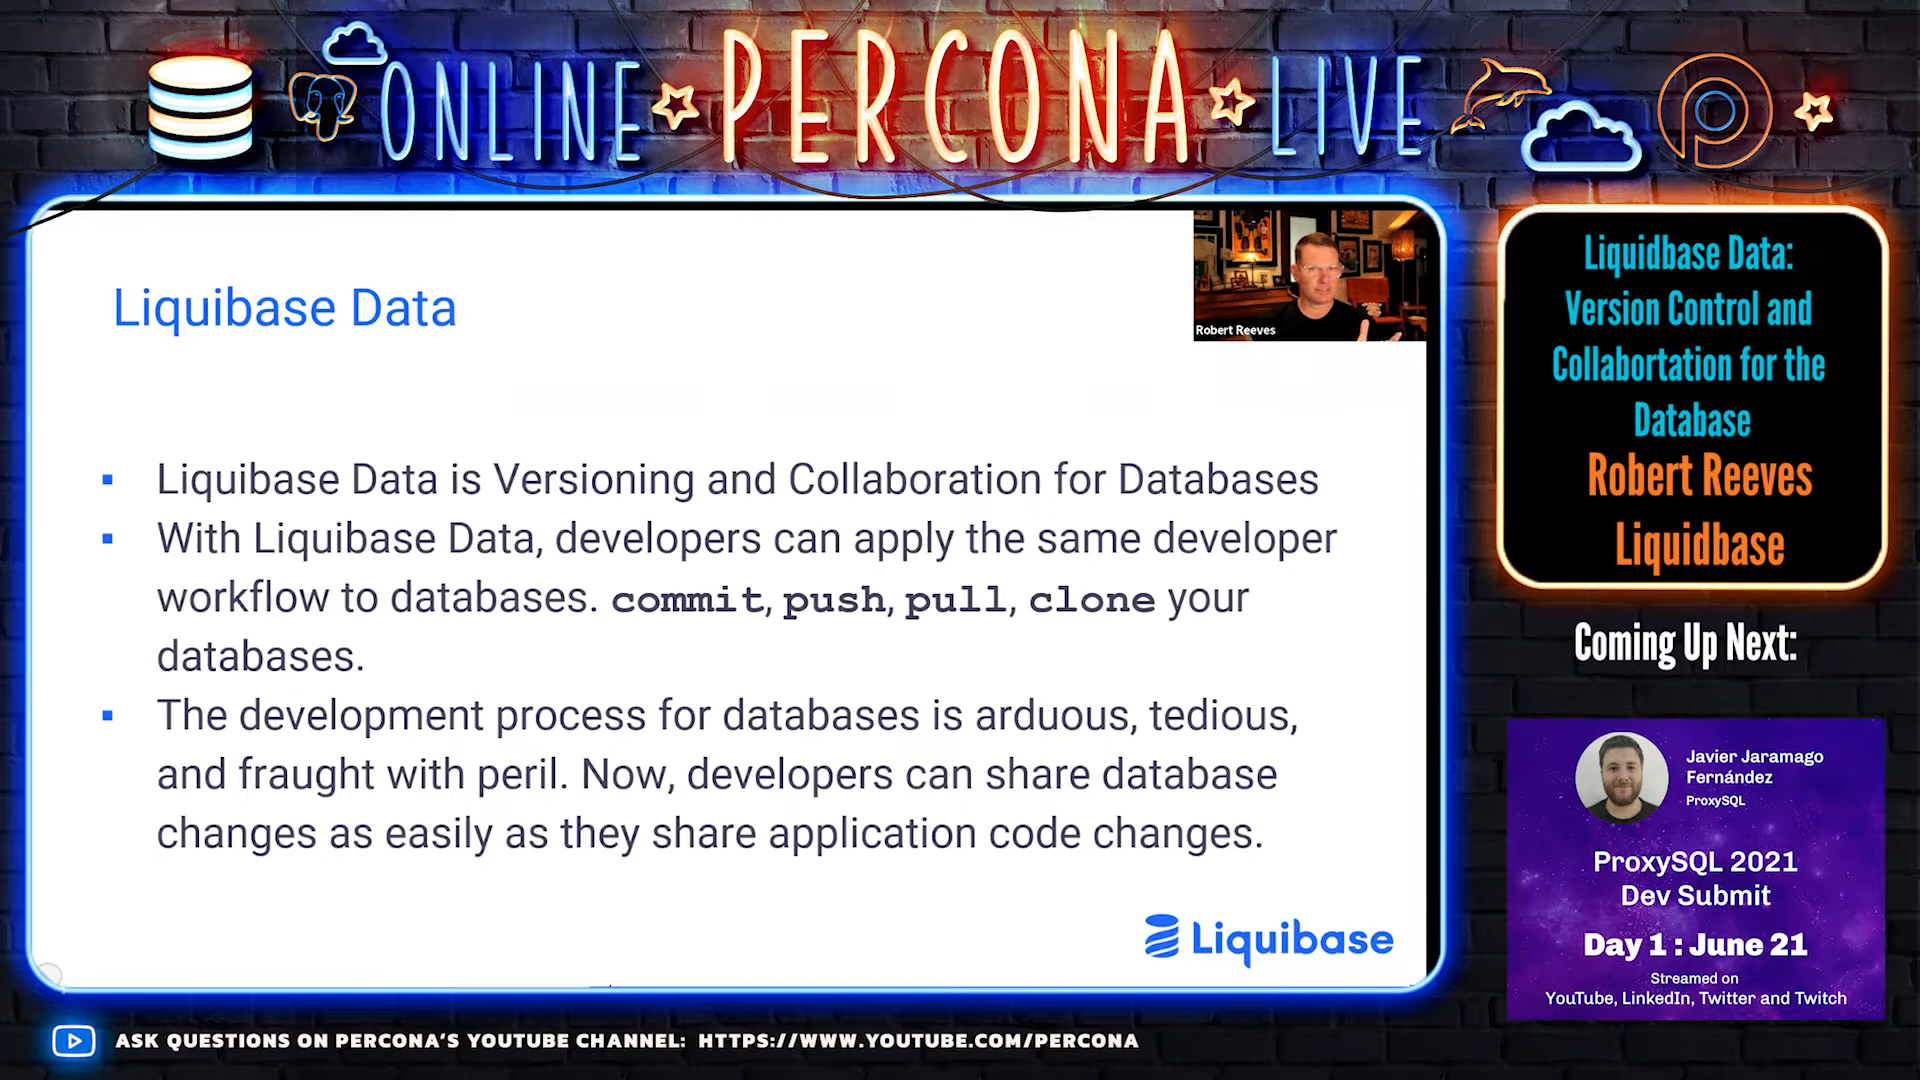 ONLINE PERCONA LIVE
Liquibase Data
Robert Reeves
Liquibase Data is Versioning and Collaboration for Databases
With Liquibase Data, developers can apply the same developer
workflow to databases. commit, push, pull, clone your
databases.
The development process for databases is arduous, tedious,
and fraught with peril. Now, developers can share database
changes as easily as they share application code changes.
Liquibase
Liquidbase Data:
Version Control and
Collabortation for the
Database
Robert Reeves
Liquidbase
Coming Up Next:
Javier Jaramago
Fernández
ProxySQL
ProxySQL 2021
Dev Submit
Day 1 : June 21
Streamed on
YouTube, LinkedIn, Twitter and Twitch
ASK QUESTIONS ON PERCONA'S YOUTUBE CHANNEL: HTTPS://WWW.YOUTUBE.COM/PERCONA